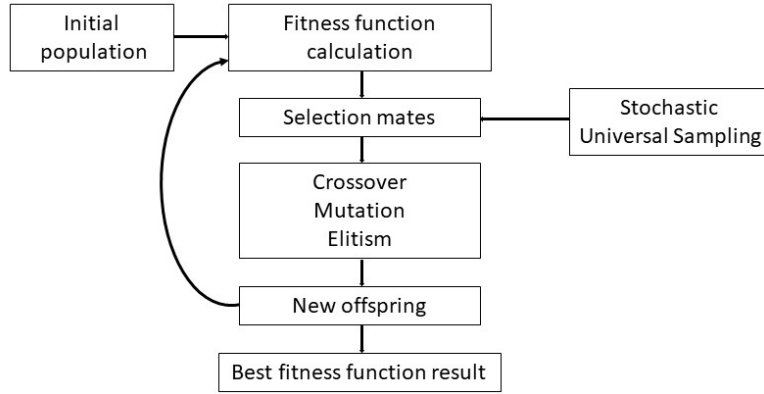 Initial
population
Fitness function
calculation
Selection mates
Stochastic
Universal Sampling
Crossover
Mutation
Elitism
New offspring
Best fitness function result